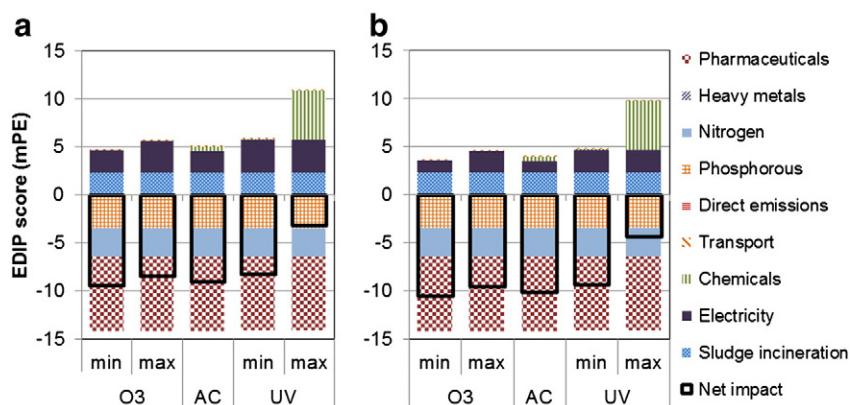 a
b
EDIP score (mPE)
15
10
5
0
-5
-10
-15
min
max
min
max
O3
AC
UV
15
10
5
0
-5
-10
-15
min
max
min
max
O3
AC
UV
Pharmaceuticals
Heavy metals
Nitrogen
Phosphorous
Direct emissions
Transport
Chemicals
Electricity
Sludge incineration
Net impact